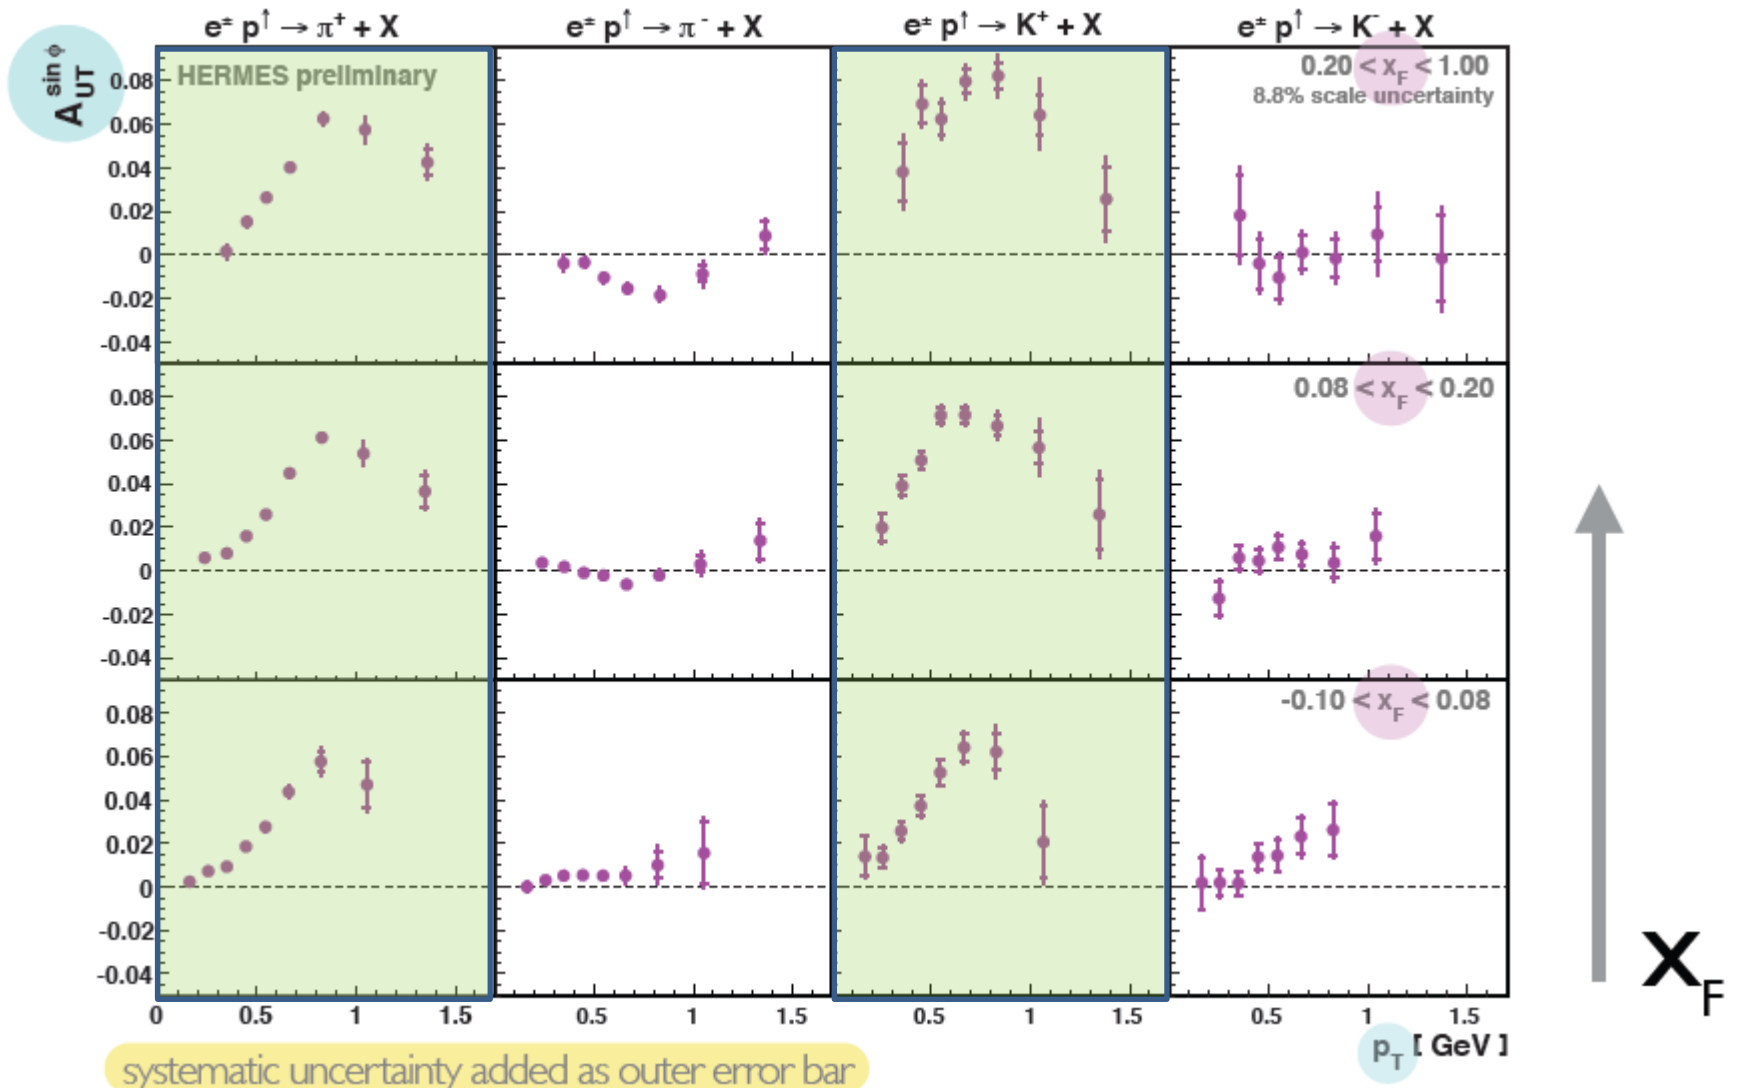 e± p↑ → π+ + X
e± p↑ → π- + X
e± p↑ → K+ + X
e± p↑ → K- + X
A UT sin ϕ
HERMES preliminary
0.20 < xF < 1.00
8.8% scale uncertainty
0.08
0.06
0.04
0.02
0
-0.02
-0.04
0.08 < xF < 0.20
0.08
0.06
0.04
0.02
0
-0.02
-0.04
-0.10 < xF < 0.08
0.08
0.06
0.04
0.02
0
-0.02
-0.04
XF
0 0.5 1 1.5 0.5 1 1.5 0.5 1 1.5 0.5 1 1.5
pT [ GeV ]
systematic uncertainty added as outer error bar